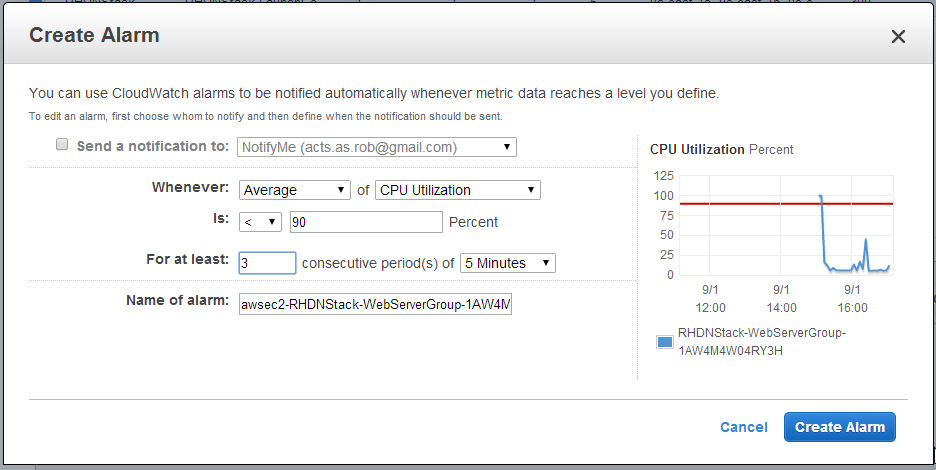 Create Alarm
You can use CloudWatch alarms to be notified automatically whenever metric data reaches a level you define.
To edit an alarm, first choose whom to notify and then define when the notification should be sent.
Send a notification to: NotifyMe (acts.as.rob@gmail.com)
Whenever: Average of CPU Utilization
Is: < 90 Percent
For at least: 3 consecutive period(s) of 5 Minutes
Name of alarm: awsec2-RHDNStack-WebServerGroup-1AW4M
CPU Utilization Percent
125
100
75
50
25
0
9/1 9/1 9/1
12:00 14:00 16:00
RHDNStack-WebServerGroup-
1AW4M4W04RY3H
Cancel Create Alarm